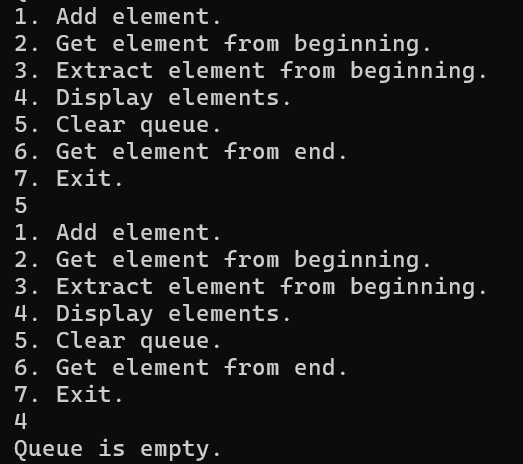 1. Add element.
2. Get element from beginning.
3. Extract element from beginning.
4. Display elements.
5. Clear queue.
6. Get element from end.
7. Exit.
5
1. Add element.
2. Get element from beginning.
3. Extract element from beginning.
4. Display elements.
5. Clear queue.
6. Get element from end.
7. Exit.
4
Queue is empty.